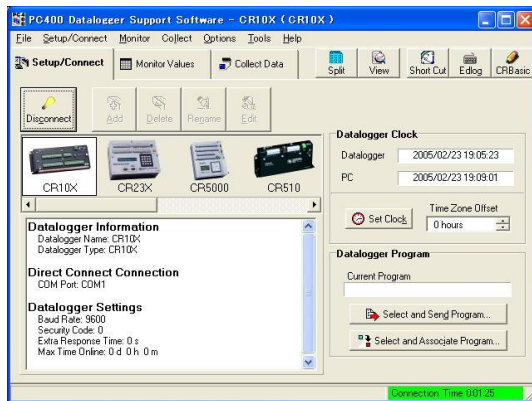 PC400 Datalogger Support Software - CR10X ( CR10X )
File Setup/Connect Monitor Collect Options Tools Help
Setup/Connect Monitor Values Collect Data Split View Short Cut Edlog CRBasic
Disconnect Add Delete Rename Edit
CR10X CR23X CR5000 CR510
Datalogger Information
Datalogger Name: CR10X
Datalogger Type: CR10X
Direct Connect Connection
COM Port: COM1
Datalogger Settings
Baud Rate: 9600
Security Code: 0
Extra Response Time: 0 s
Max Time Online: 0 d 0 h 0 m
Datalogger Clock
Datalogger 2005/02/23 19:05:23
PC 2005/02/23 19:09:01
Time Zone Offset
Set Clock 0 hours
Datalogger Program
Current Program
Select and Send Program...
Select and Associate Program...
Connection Time 0:01:25